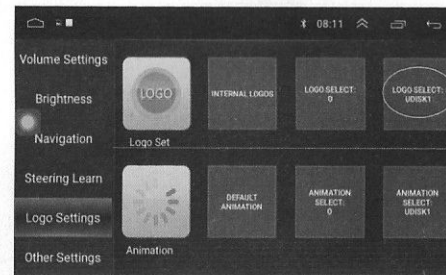 08:11
Volume Settings
Brightness
Navigation
Steering Learn
Logo Settings
Other Settings
LOGO
Logo Set
INTERNAL LOGOS
LOGO SELECT:
0
LOGO SELECT:
UDISK1
Animation
DEFAULT
ANIMATION
ANIMATION
SELECT:
0
ANIMATION
SELECT:
UDISK1